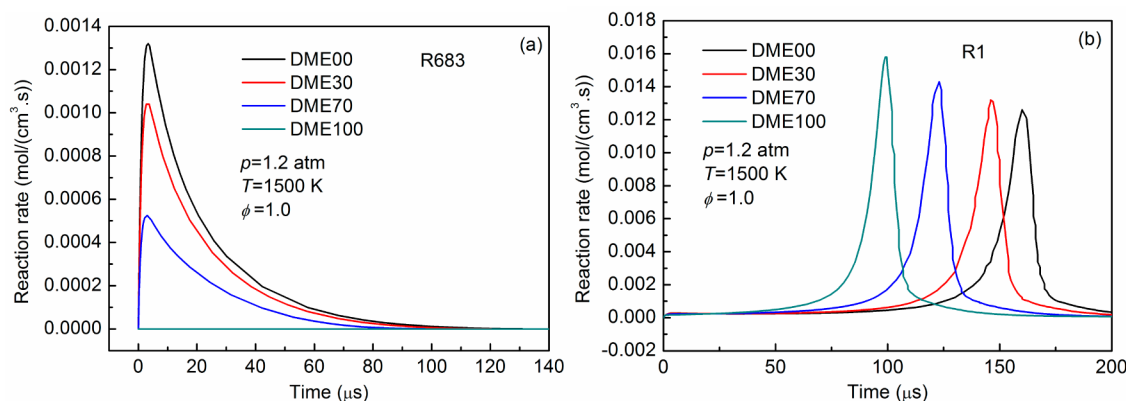 (a)
R683
DME00
DME30
DME70
DME100
p=1.2 atm
T=1500 K
ϕ=1.0
Reaction rate (mol/(cm³.s))
0.0014
0.0012
0.0010
0.0008
0.0006
0.0004
0.0002
0.0000
0 20 40 60 80 100 120 140
Time (μs)
(b)
R1
DME00
DME30
DME70
DME100
p=1.2 atm
T=1500 K
ϕ=1.0
Reaction rate (mol/(cm³.s))
0.018
0.016
0.014
0.012
0.010
0.008
0.006
0.004
0.002
0.000
-0.002
0 50 100 150 200
Time (μs)